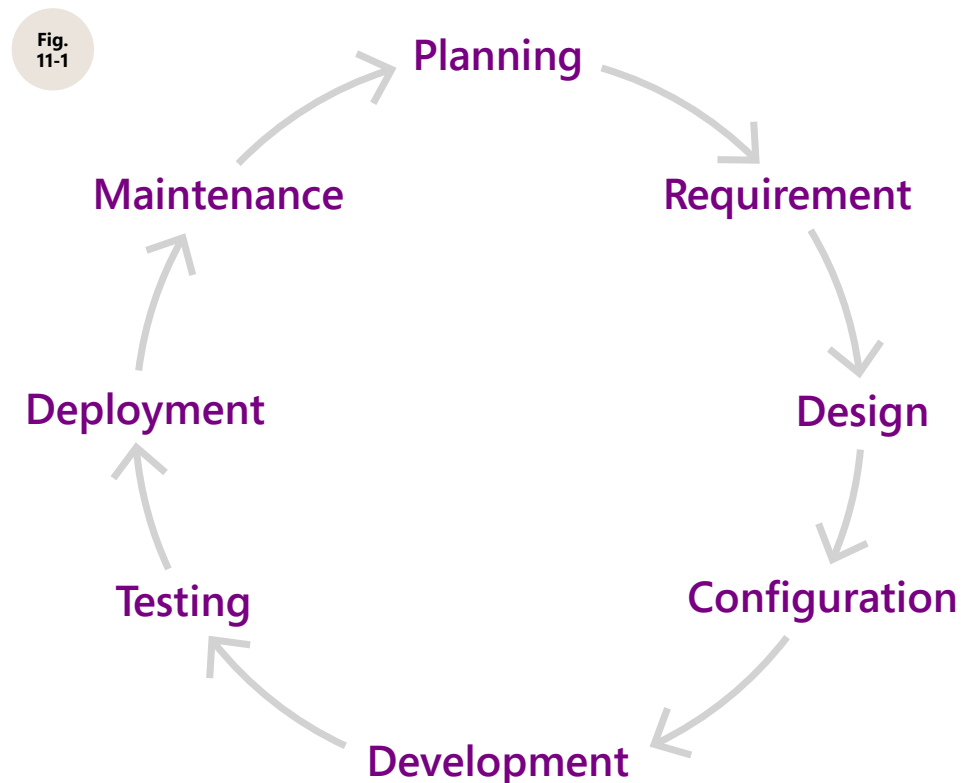 Fig.
11-1
Planning
Requirement
Design
Configuration
Development
Testing
Deployment
Maintenance